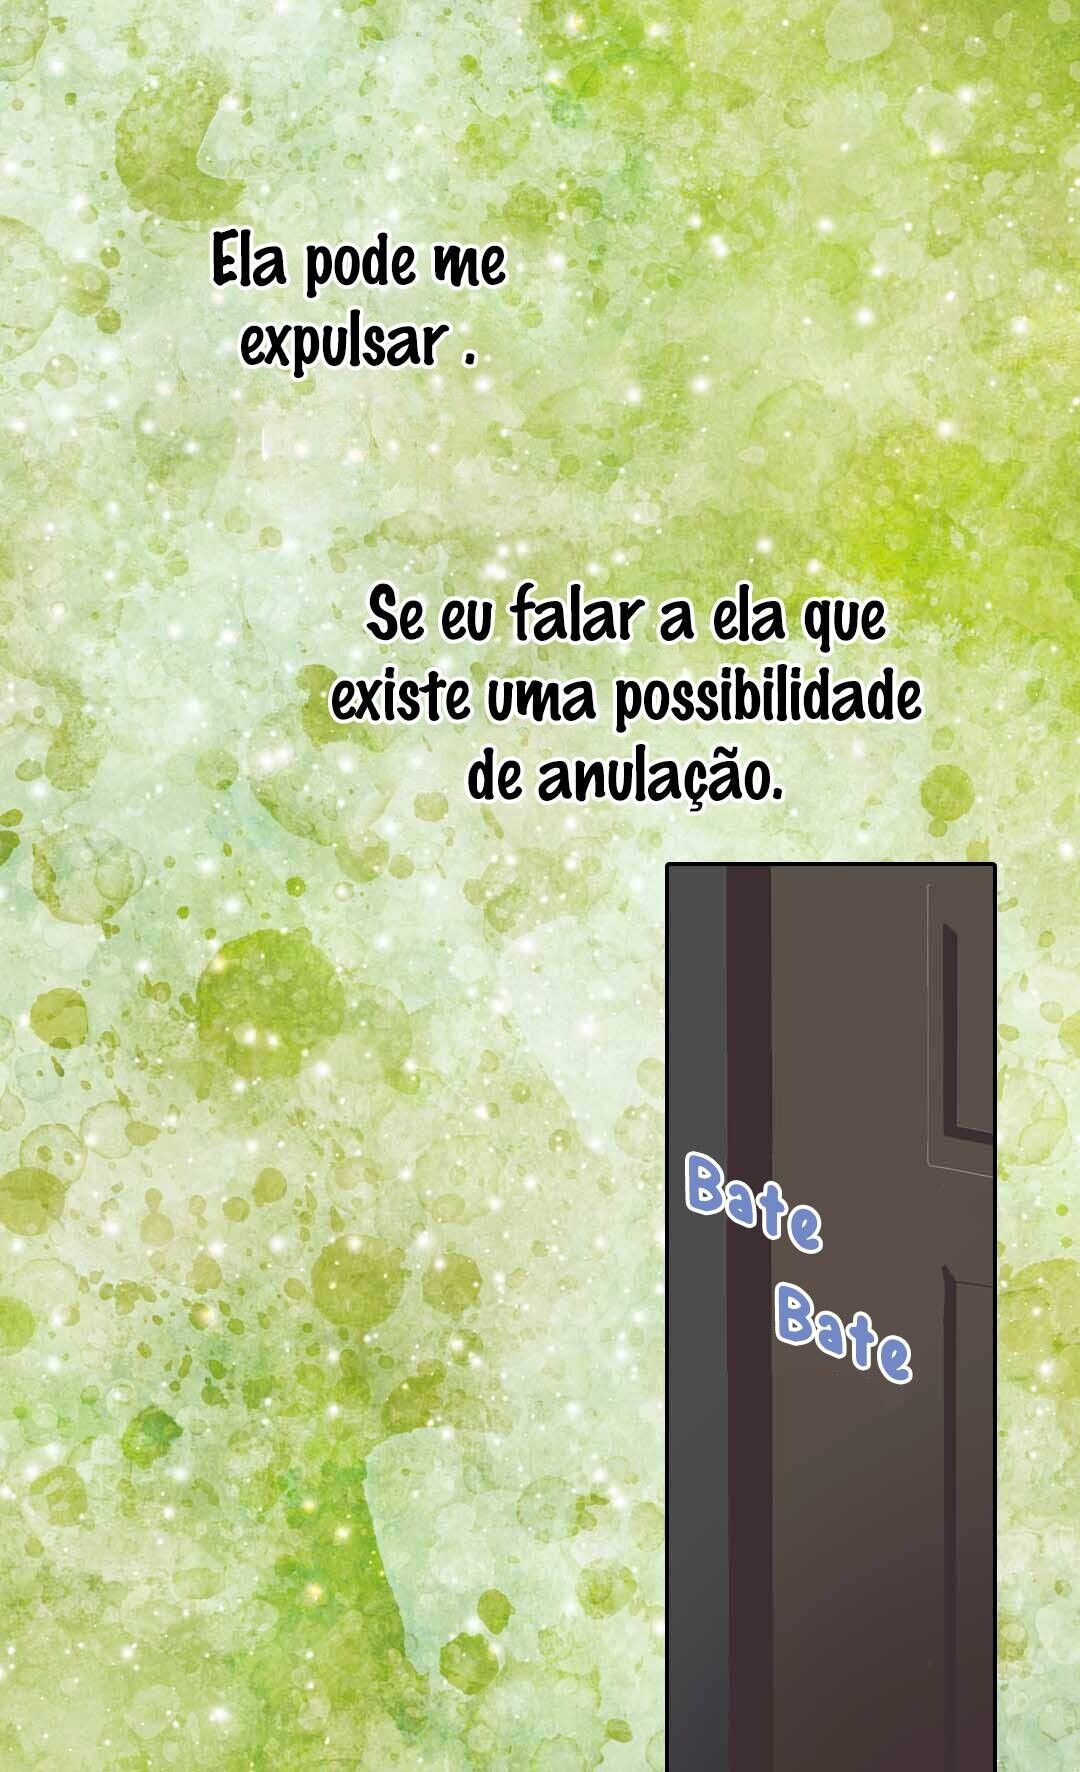 Ela pode me
expulsar .
Se eu falar a ela que
existe uma possibilidade
de anulação.
Bate
Bate